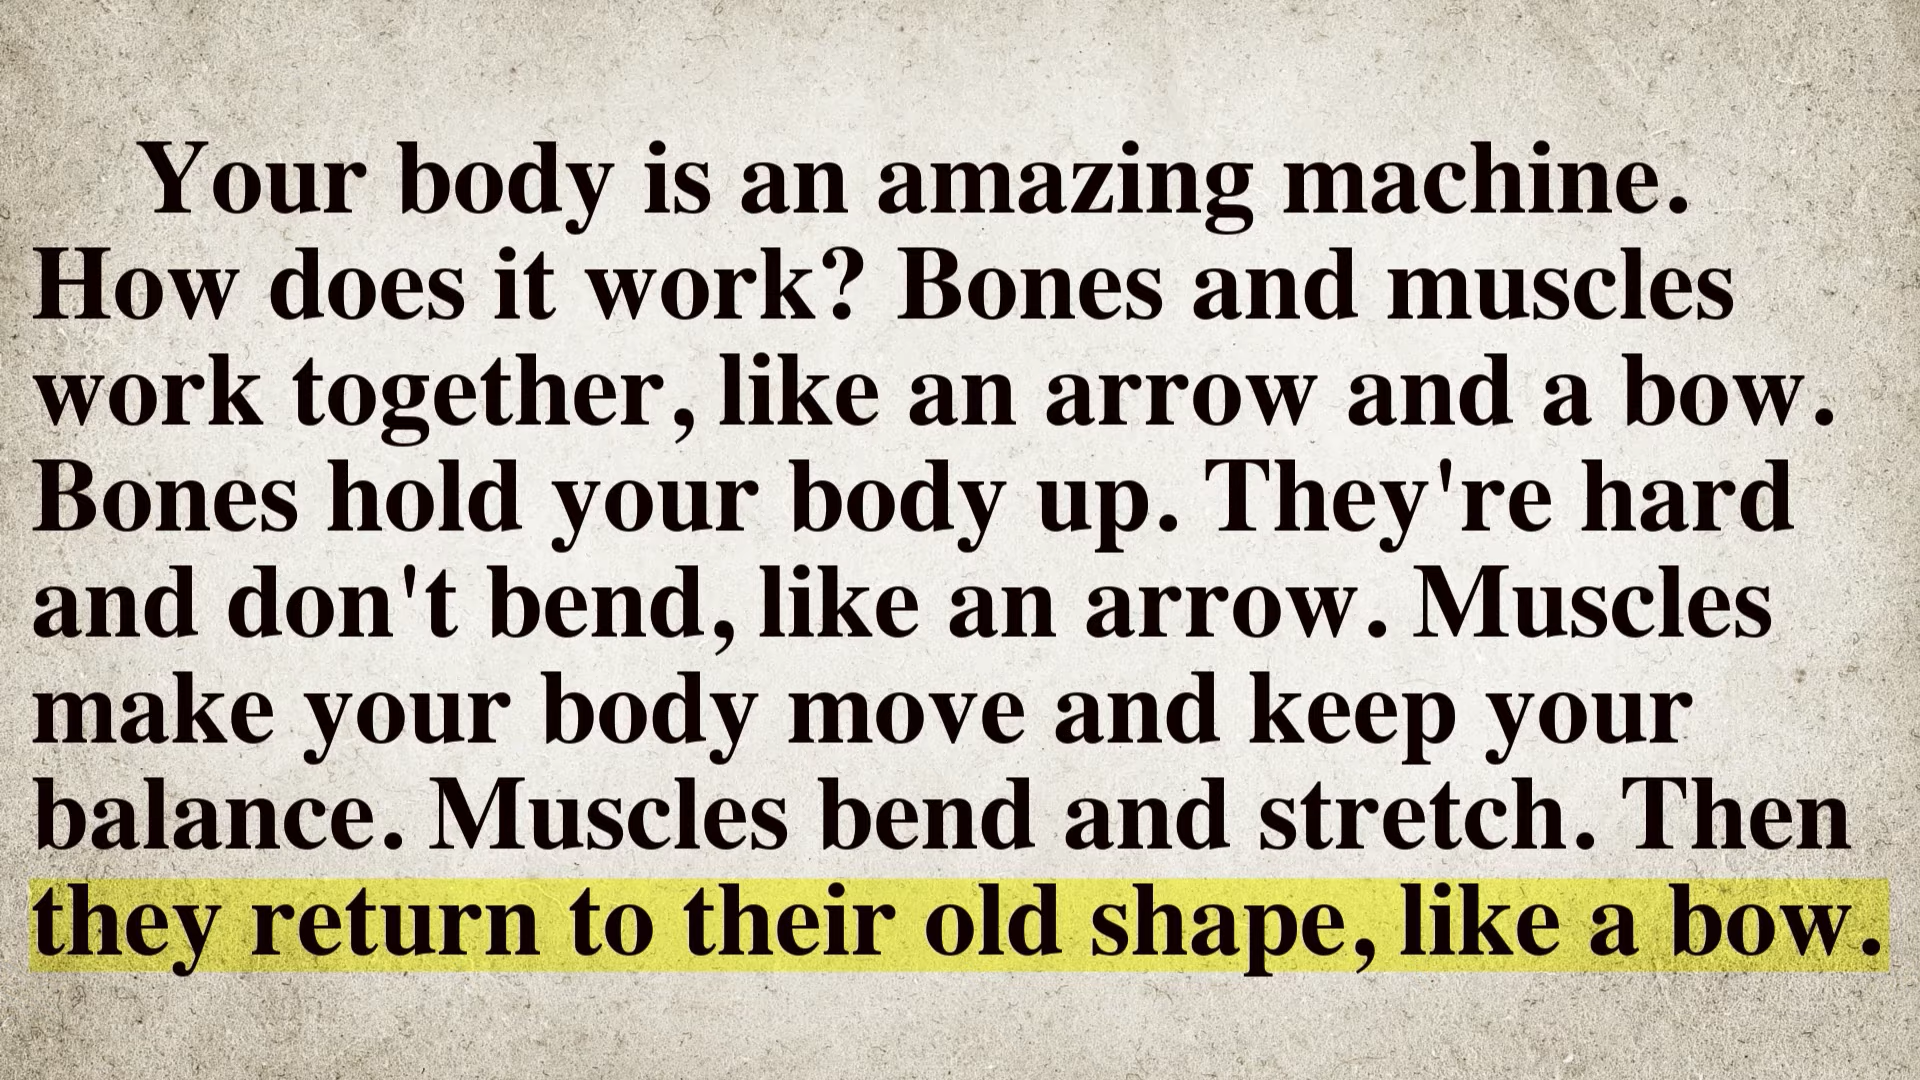 Your body is an amazing machine.
How does it work? Bones and muscles
work together, like an arrow and a bow.
Bones hold your body up. They're hard
and don't bend, like an arrow. Muscles
make your body move and keep your
balance. Muscles bend and stretch. Then
they return to their old shape, like a bow.